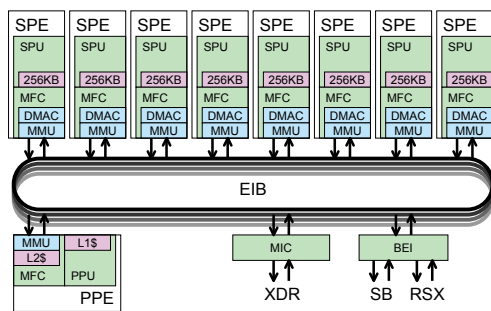 SPE SPE SPE SPE SPE SPE SPE SPE
SPU SPU SPU SPU SPU SPU SPU SPU
256KB 256KB 256KB 256KB 256KB 256KB 256KB 256KB
MFC MFC MFC MFC MFC MFC MFC MFC
DMAC DMAC DMAC DMAC DMAC DMAC DMAC DMAC
MMU MMU MMU MMU MMU MMU MMU MMU
EIB
MMU L1$ MIC BEI
L2$
MFC PPU
PPE XDR SB RSX